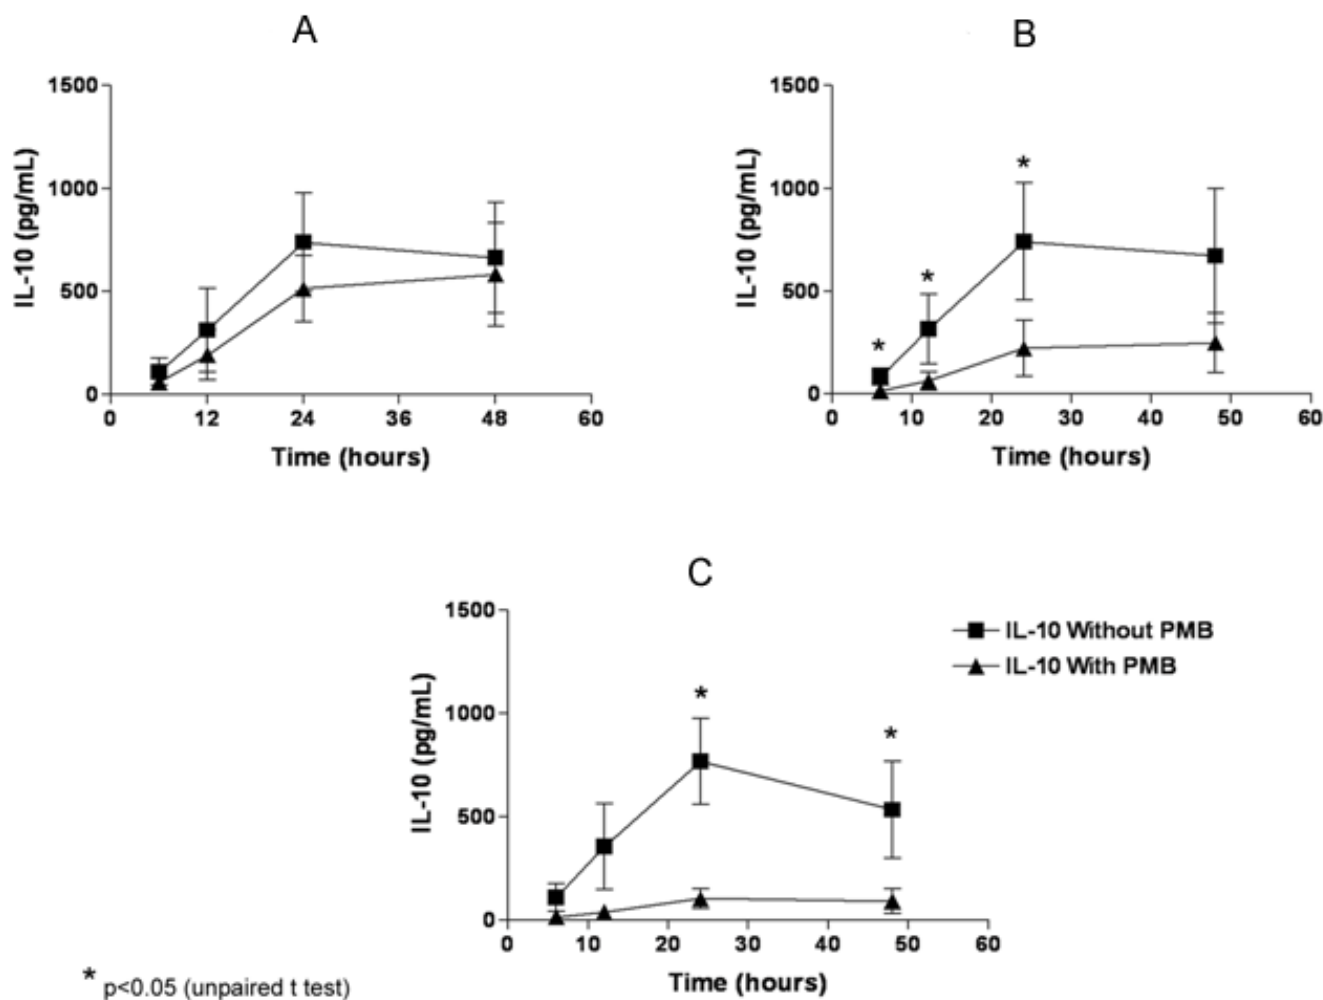 A
1500
1000
500
0
IL-10 (pg/mL)
0 12 24 36 48 60
Time (hours)
B
1500
1000
500
0
IL-10 (pg/mL)
* * *
0 10 20 30 40 50 60
Time (hours)
C
1500
1000
500
0
IL-10 (pg/mL)
* *
0 10 20 30 40 50 60
Time (hours)
IL-10 Without PMB
IL-10 With PMB
* p<0.05 (unpaired t test)